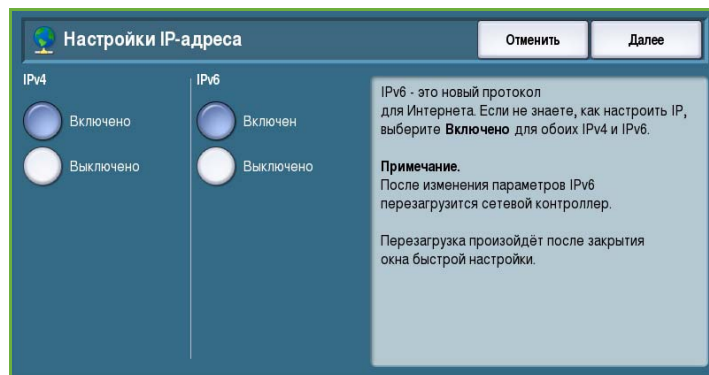 Настройки IP-адреса
Отменить
Далее
IPv4
Включено
Выключено
IPv6
Включен
Выключено
IPv6 - это новый протокол
для Интернета. Если не знаете, как настроить IP,
выберите Включено для обоих IPv4 и IPv6.
Примечание.
После изменения параметров IPv6
перезагрузится сетевой контроллер.
Перезагрузка произойдёт после закрытия
окна быстрой настройки.